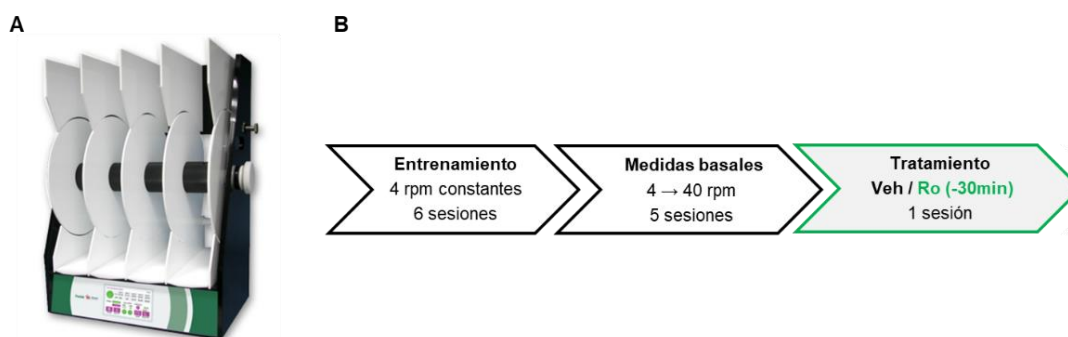 A
B
Entrenamiento
4 rpm constantes
6 sesiones
Medidas basales
4 → 40 rpm
5 sesiones
Tratamiento
Veh / Ro (-30min)
1 sesión